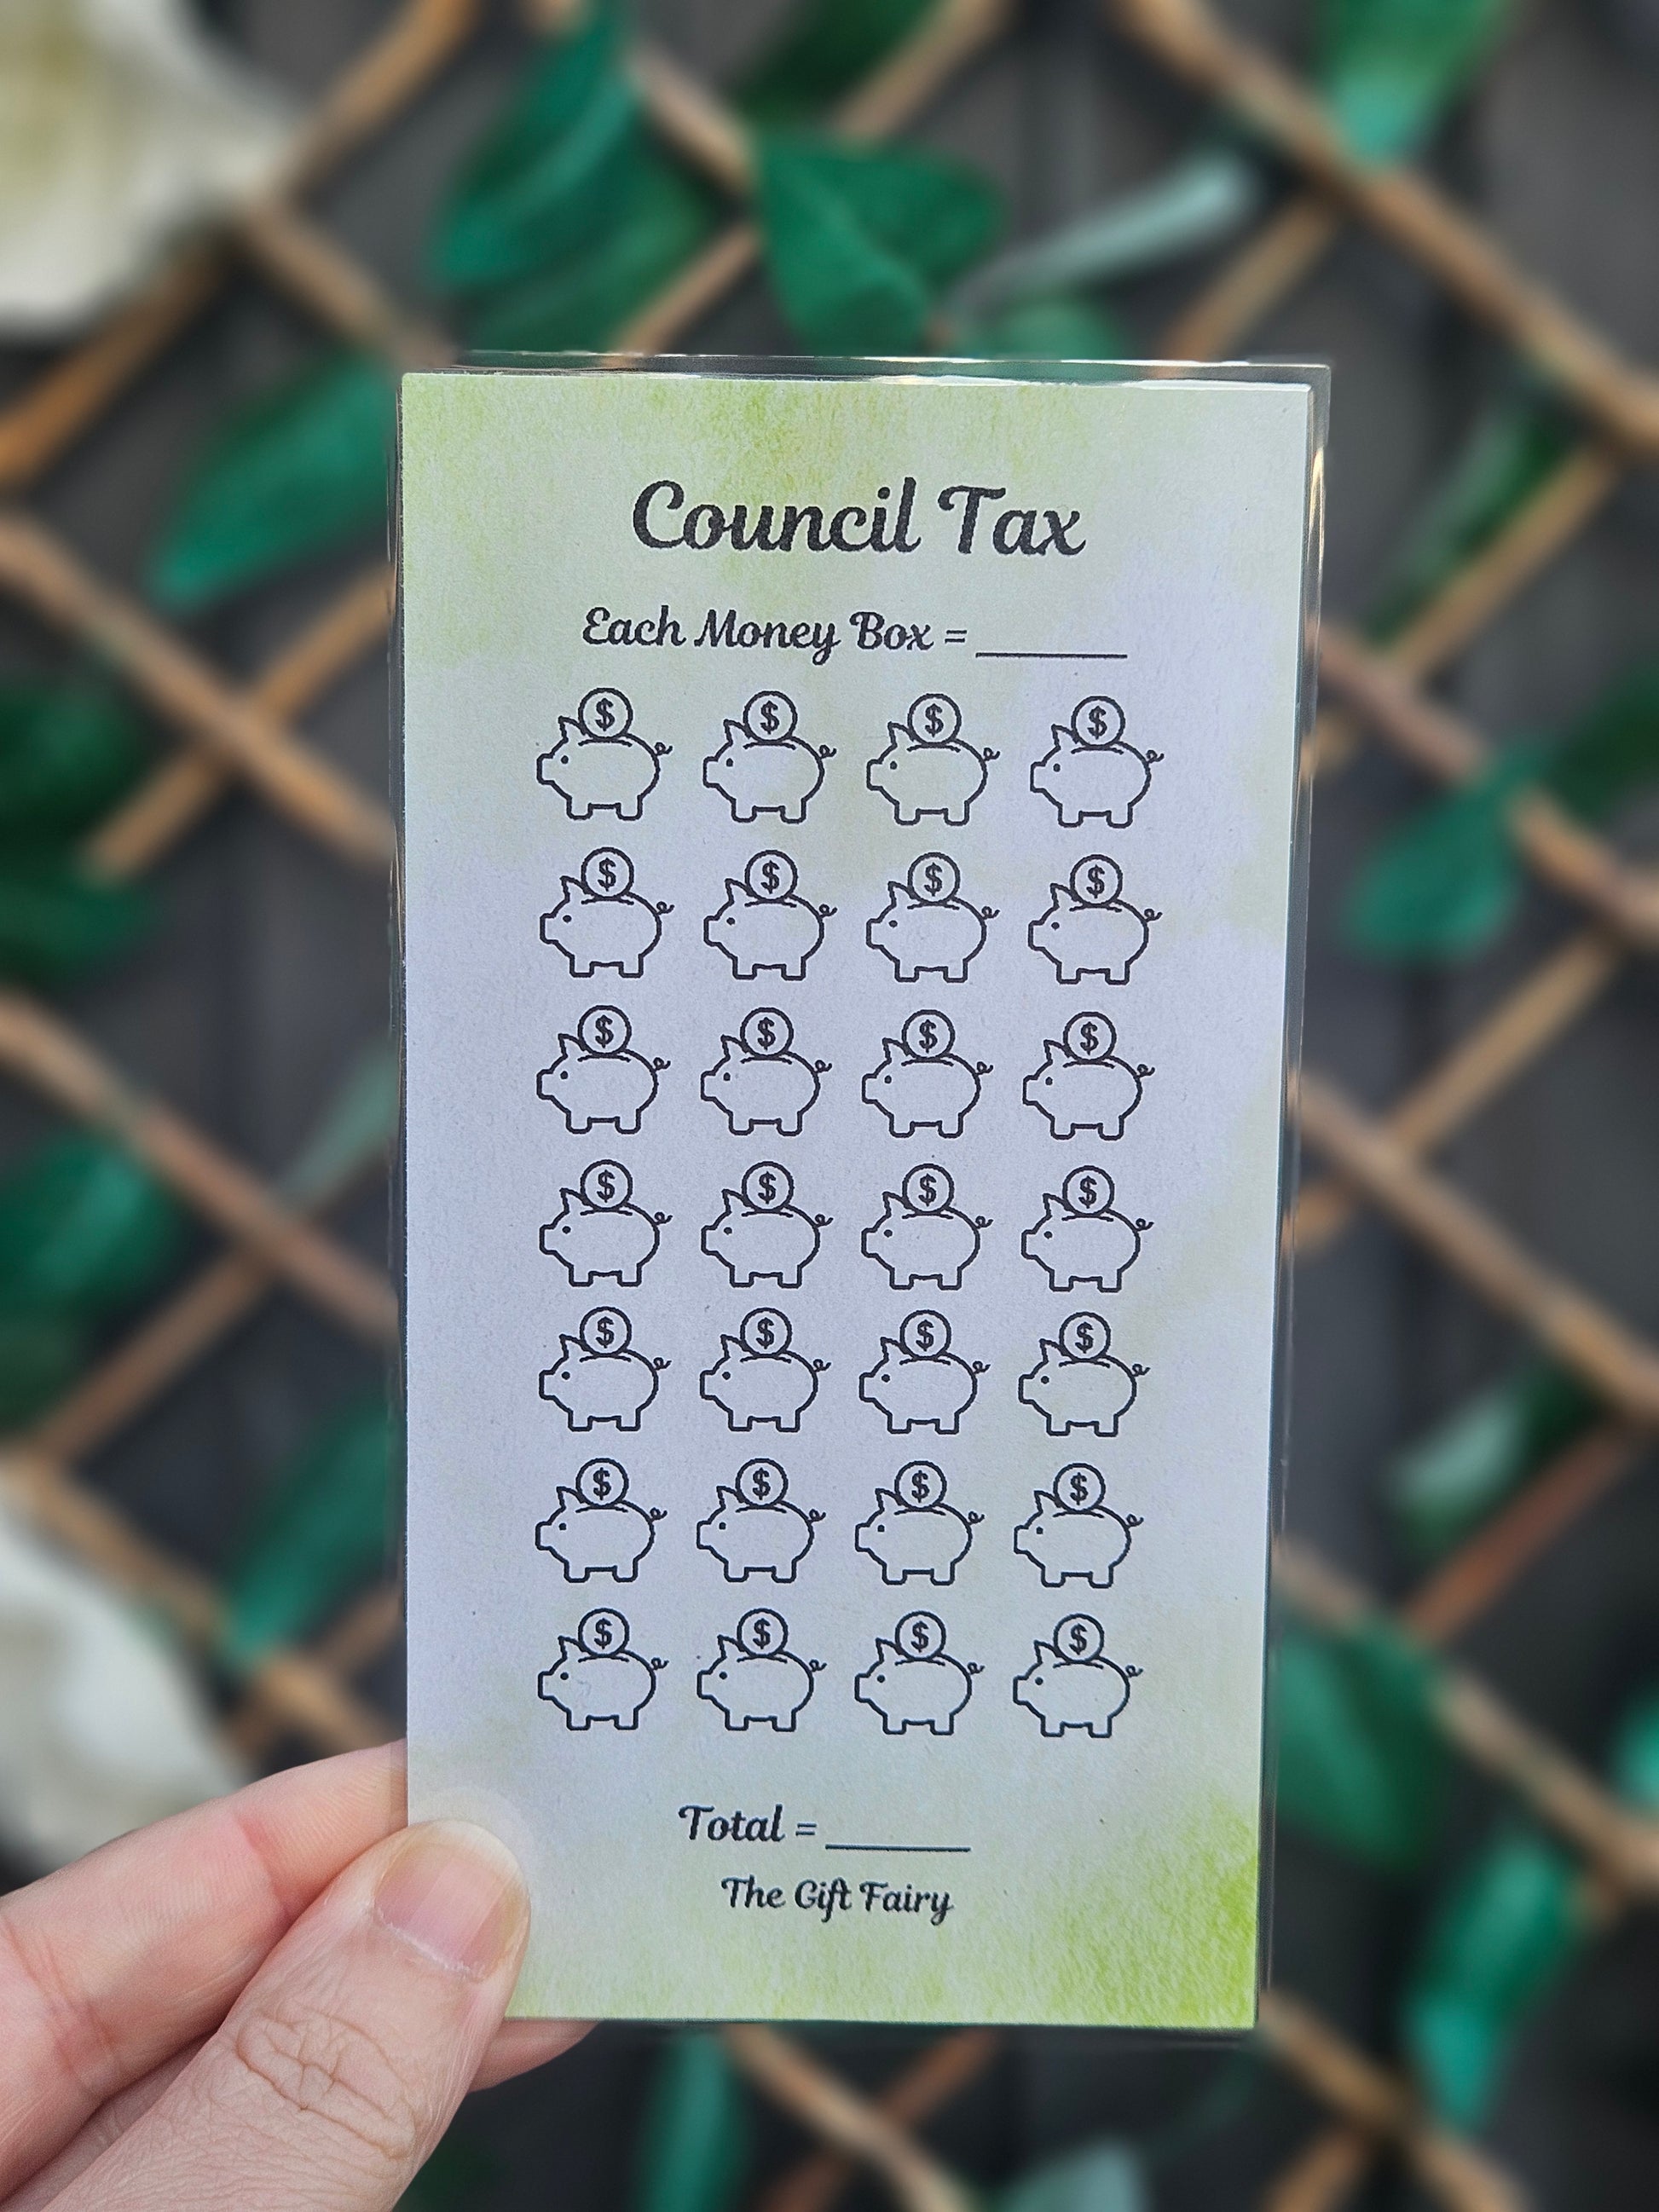 Council Tax
Each Money Box = ______
$ $ $ $
$ $ $ $
$ $ $ $
$ $ $ $
$ $ $ $
$ $ $ $
$ $ $ $
Total = ______
The Gift Fairy